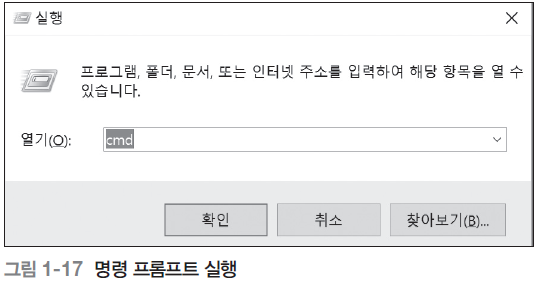 실행
프로그램, 폴더, 문서, 또는 인터넷 주소를 입력하여 해당 항목을 열 수
있습니다.
열기(O): cmd
확인 취소 찾아보기(B)...
그림 1-17 명령 프롬프트 실행